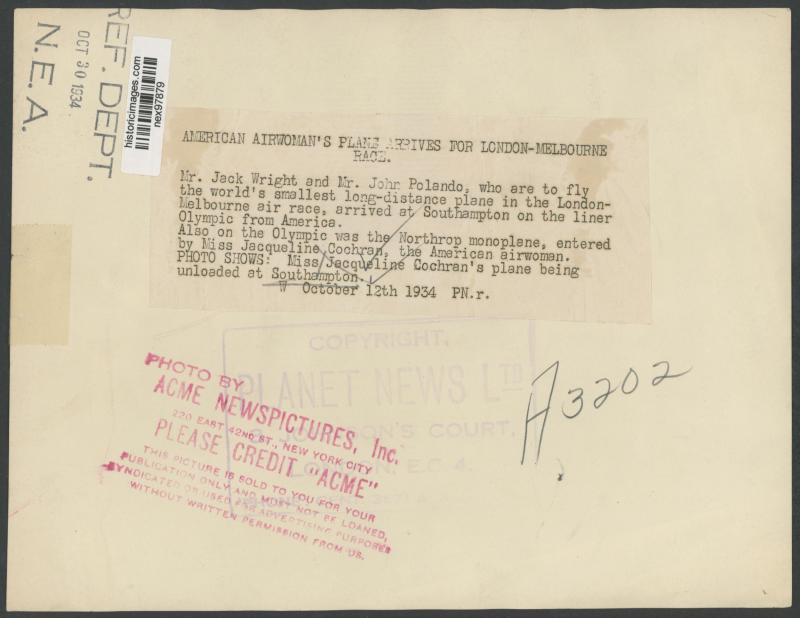 REF. DEPT.
OCT 30 1934
N.E.A.
historicimages.com
nex97879
AMERICAN AIRWOMAN'S PLANE ARRIVES FOR LONDON-MELBOURNE
RACE.
Mr. Jack Wright and Mr. John Polando, who are to fly
the world's smallest long-distance plane in the London-
Melbourne air race, arrived at Southampton on the liner
Olympic from America.
Also on the Olympic was the Northrop monoplane, entered
by Miss Jacqueline Cochran, the American airwoman.
PHOTO SHOWS: Miss Jacqueline Cochran's plane being
unloaded at Southampton.
W October 12th 1934 PN.r.
COPYRIGHT.
PLANET NEWS LTD
JOHNSON'S COURT,
LONDON, E.C 4.
PHOTO BY
ACME NEWSPICTURES, Inc.
220 EAST 42ND ST., NEW YORK CITY
PLEASE CREDIT "ACME"
THIS PICTURE IS SOLD TO YOU FOR YOUR
PUBLICATION ONLY AND MUST NOT BE LOANED,
SYNDICATED OR USED FOR ADVERTISING PURPOSES
WITHOUT WRITTEN PERMISSION FROM US.
A3202